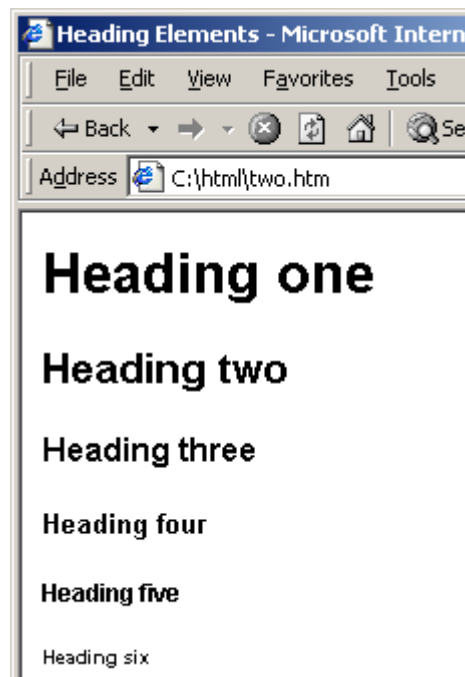 Heading Elements - Microsoft Intern
File Edit View Favorites Tools
Back Se
Address C:\html\two.htm
Heading one
Heading two
Heading three
Heading four
Heading five
Heading six